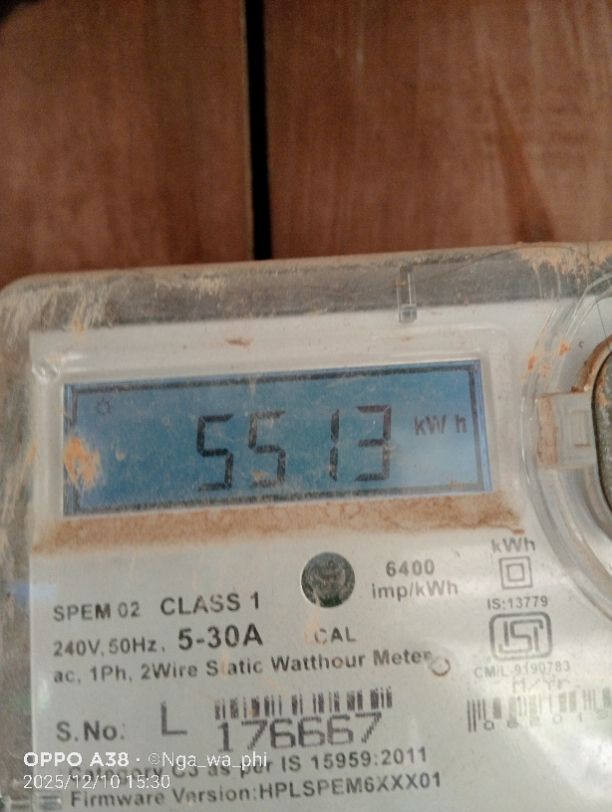 5513 kWh
kWh
6400
imp/kWh
IS:13779
SPEM 02 CLASS 1
240V, 50Hz, 5-30A CAL
ac, 1Ph, 2Wire Static Watthour Meter
CM/L-9190783
M/Yr
S.No: L 176667
as per IS 15959:2011
Firmware Version:HPLSPEM6XXX01
OPPO A38 · ©Nga_wa_phi
2025/12/10 15:30